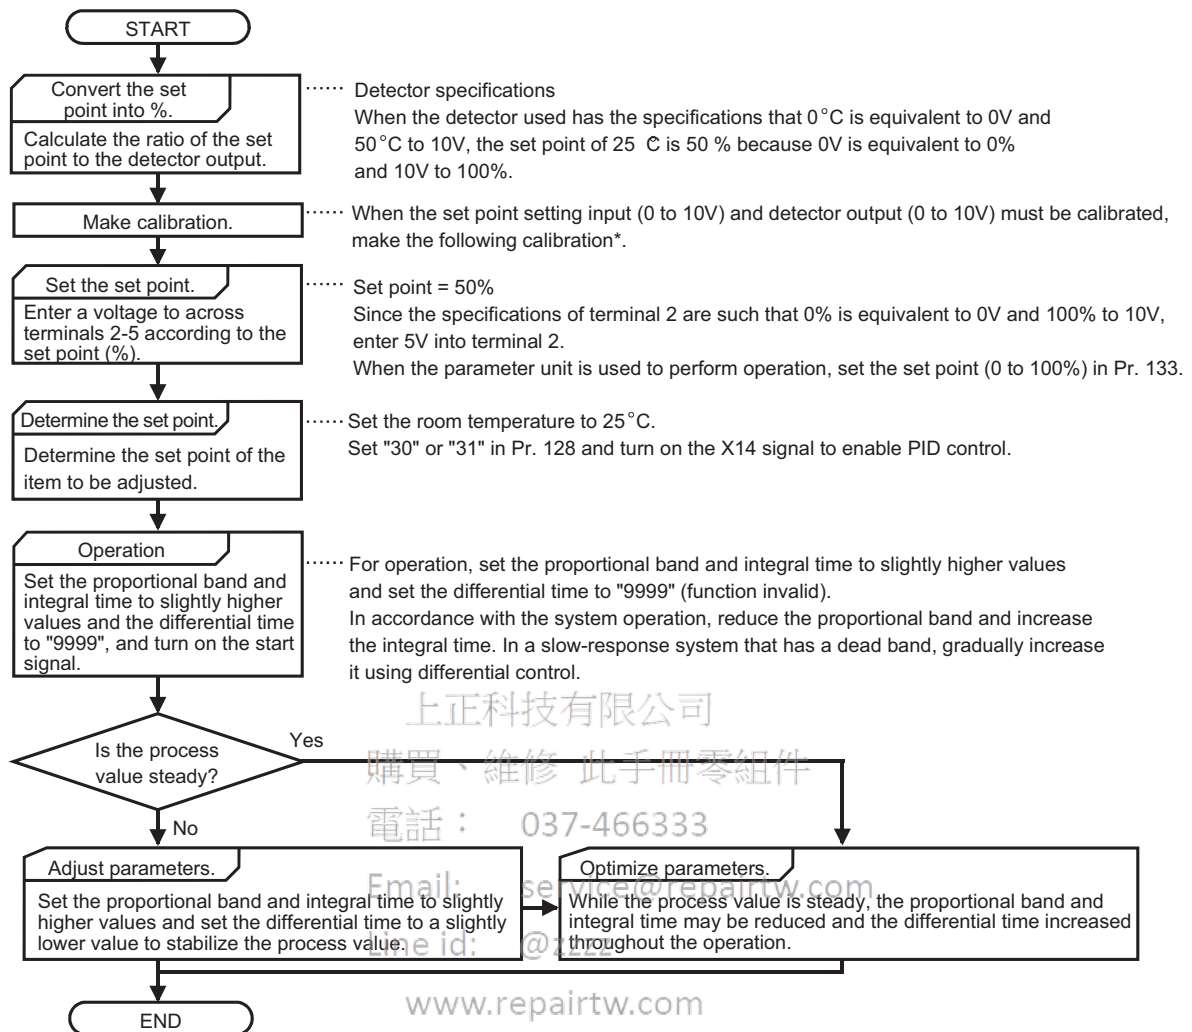 START
Convert the set
point into %.
Calculate the ratio of the set
point to the detector output.
······ Detector specifications
When the detector used has the specifications that 0°C is equivalent to 0V and
50°C to 10V, the set point of 25 °C is 50 % because 0V is equivalent to 0%
and 10V to 100%.
Make calibration.
······ When the set point setting input (0 to 10V) and detector output (0 to 10V) must be calibrated,
make the following calibration*.
Set the set point.
Enter a voltage to across
terminals 2-5 according to the
set point (%).
······ Set point = 50%
Since the specifications of terminal 2 are such that 0% is equivalent to 0V and 100% to 10V,
enter 5V into terminal 2.
When the parameter unit is used to perform operation, set the set point (0 to 100%) in Pr. 133.
Determine the set point.
Determine the set point of the
item to be adjusted.
······ Set the room temperature to 25°C.
Set "30" or "31" in Pr. 128 and turn on the X14 signal to enable PID control.
Operation
Set the proportional band and
integral time to slightly higher
values and the differential time
to "9999", and turn on the start
signal.
······ For operation, set the proportional band and integral time to slightly higher values
and set the differential time to "9999" (function invalid).
In accordance with the system operation, reduce the proportional band and increase
the integral time. In a slow-response system that has a dead band, gradually increase
it using differential control.
上正科技有限公司
Is the process
value steady?
Yes
購買、維修 此手冊零組件
No
電話： 037-466333
Adjust parameters.
Set the proportional band and integral time to slightly
higher values and set the differential time to a slightly
lower value to stabilize the process value.
Optimize parameters.
While the process value is steady, the proportional band and
integral time may be reduced and the differential time increased
throughout the operation.
Email: service@repairtw.com
Line id: @zzzz
www.repairtw.com
END